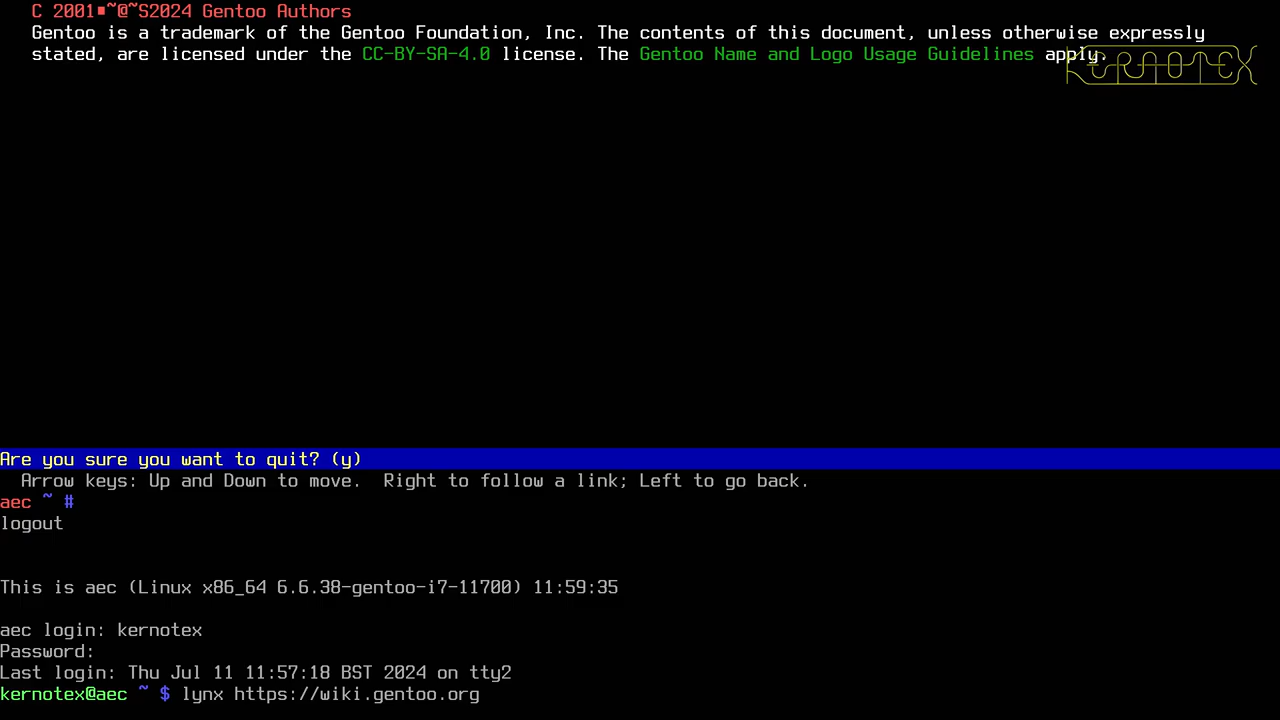 C 2001▪~@~S2024 Gentoo Authors
Gentoo is a trademark of the Gentoo Foundation, Inc. The contents of this document, unless otherwise expressly
stated, are licensed under the CC-BY-SA-4.0 license. The Gentoo Name and Logo Usage Guidelines apply.
KERNOTEX
Are you sure you want to quit? (y)
Arrow keys: Up and Down to move.  Right to follow a link; Left to go back.
aec ~ #
logout
This is aec (Linux x86_64 6.6.38-gentoo-i7-11700) 11:59:35
aec login: kernotex
Password:
Last login: Thu Jul 11 11:57:18 BST 2024 on tty2
kernotex@aec ~ $ lynx https://wiki.gentoo.org